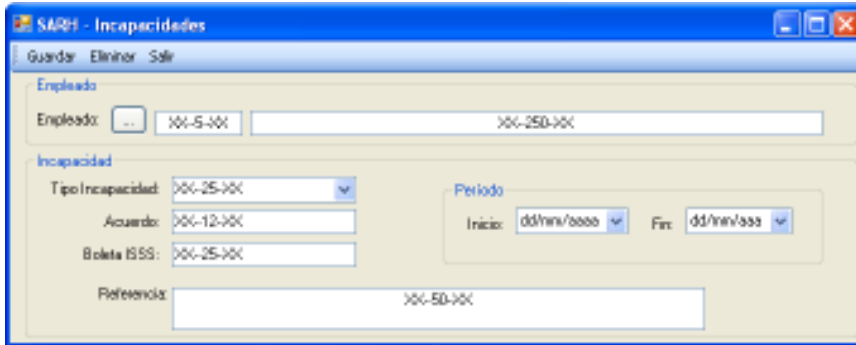 SARH - Incapacidades
Guardar Eliminar Salir
Empleado
Empleado: ... XX-5-XX XX-250-XX
Incapacidad
Tipo Incapacidad: XX-25-XX
Periodo
Acuerdo: XX-12-XX
Inicio: dd/mm/aaaa Fin: dd/mm/aaa
Boleta ISSS: XX-25-XX
Referencia: XX-50-XX